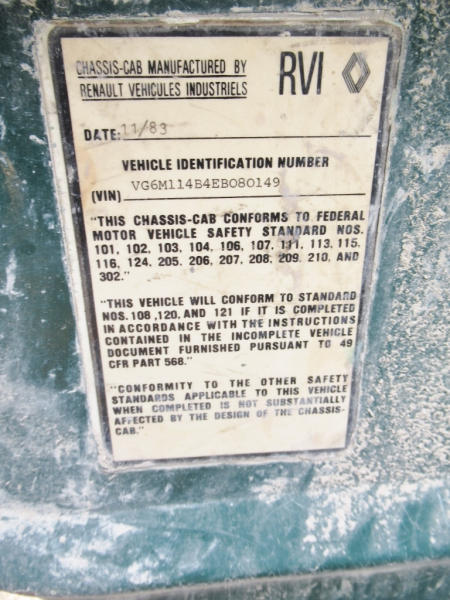 CHASSIS-CAB MANUFACTURED BY
RENAULT VEHICULES INDUSTRIELS
RVI
DATE: 11/83
VEHICLE IDENTIFICATION NUMBER
(VIN) VG6M114B4EB080149
"THIS CHASSIS-CAB CONFORMS TO FEDERAL
MOTOR VEHICLE SAFETY STANDARD NOS.
101, 102, 103, 104, 106, 107, 111, 113, 115,
116, 124, 205, 206, 207, 208, 209, 210, AND
302."
"THIS VEHICLE WILL CONFORM TO STANDARD
NOS. 108 ,120, AND 121 IF IT IS COMPLETED
IN ACCORDANCE WITH THE INSTRUCTIONS
CONTAINED IN THE INCOMPLETE VEHICLE
DOCUMENT FURNISHED PURSUANT TO 49
CFR PART 568."
"CONFORMITY TO THE OTHER SAFETY
STANDARDS APPLICABLE TO THIS VEHICLE
WHEN COMPLETED IS NOT SUBSTANTIALLY
AFFECTED BY THE DESIGN OF THE CHASSIS-
CAB."